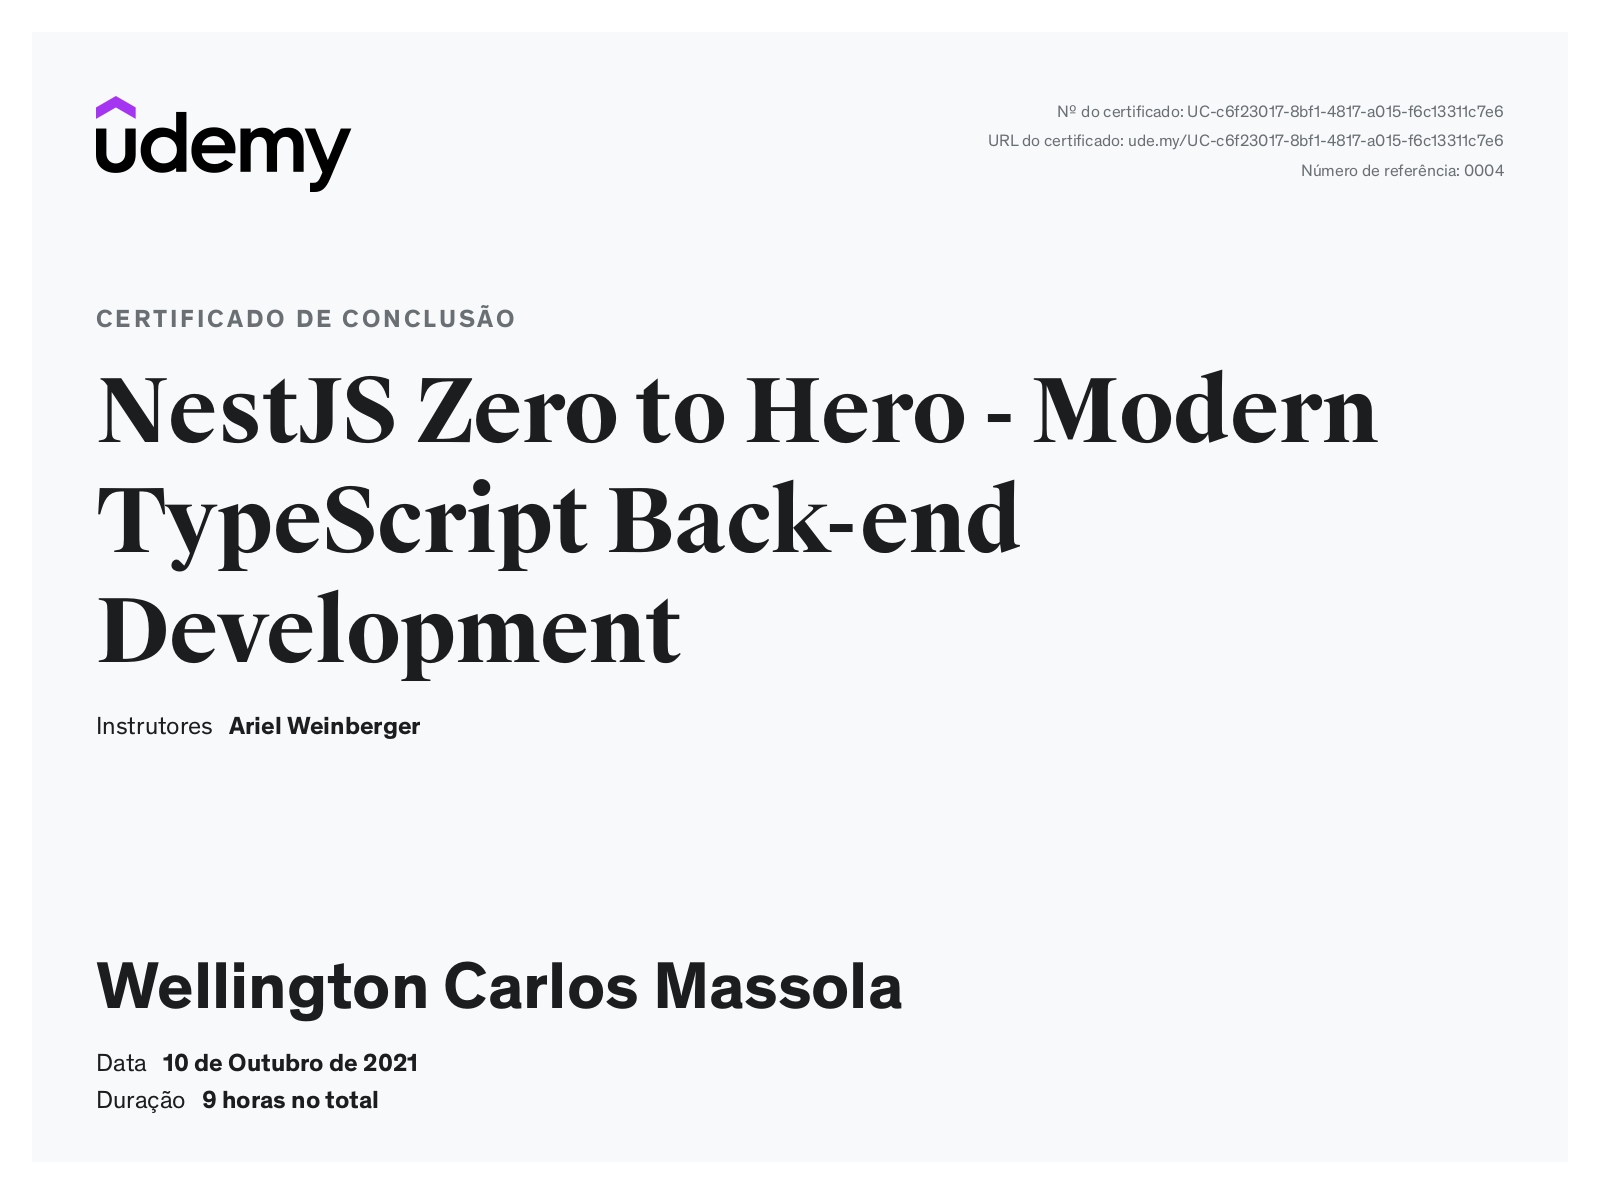 udemy
Nº do certificado: UC-c6f23017-8bf1-4817-a015-f6c13311c7e6
URL do certificado: ude.my/UC-c6f23017-8bf1-4817-a015-f6c13311c7e6
Número de referência: 0004
CERTIFICADO DE CONCLUSÃO
NestJS Zero to Hero - Modern
TypeScript Back-end
Development
Instrutores Ariel Weinberger
Wellington Carlos Massola
Data 10 de Outubro de 2021
Duração 9 horas no total